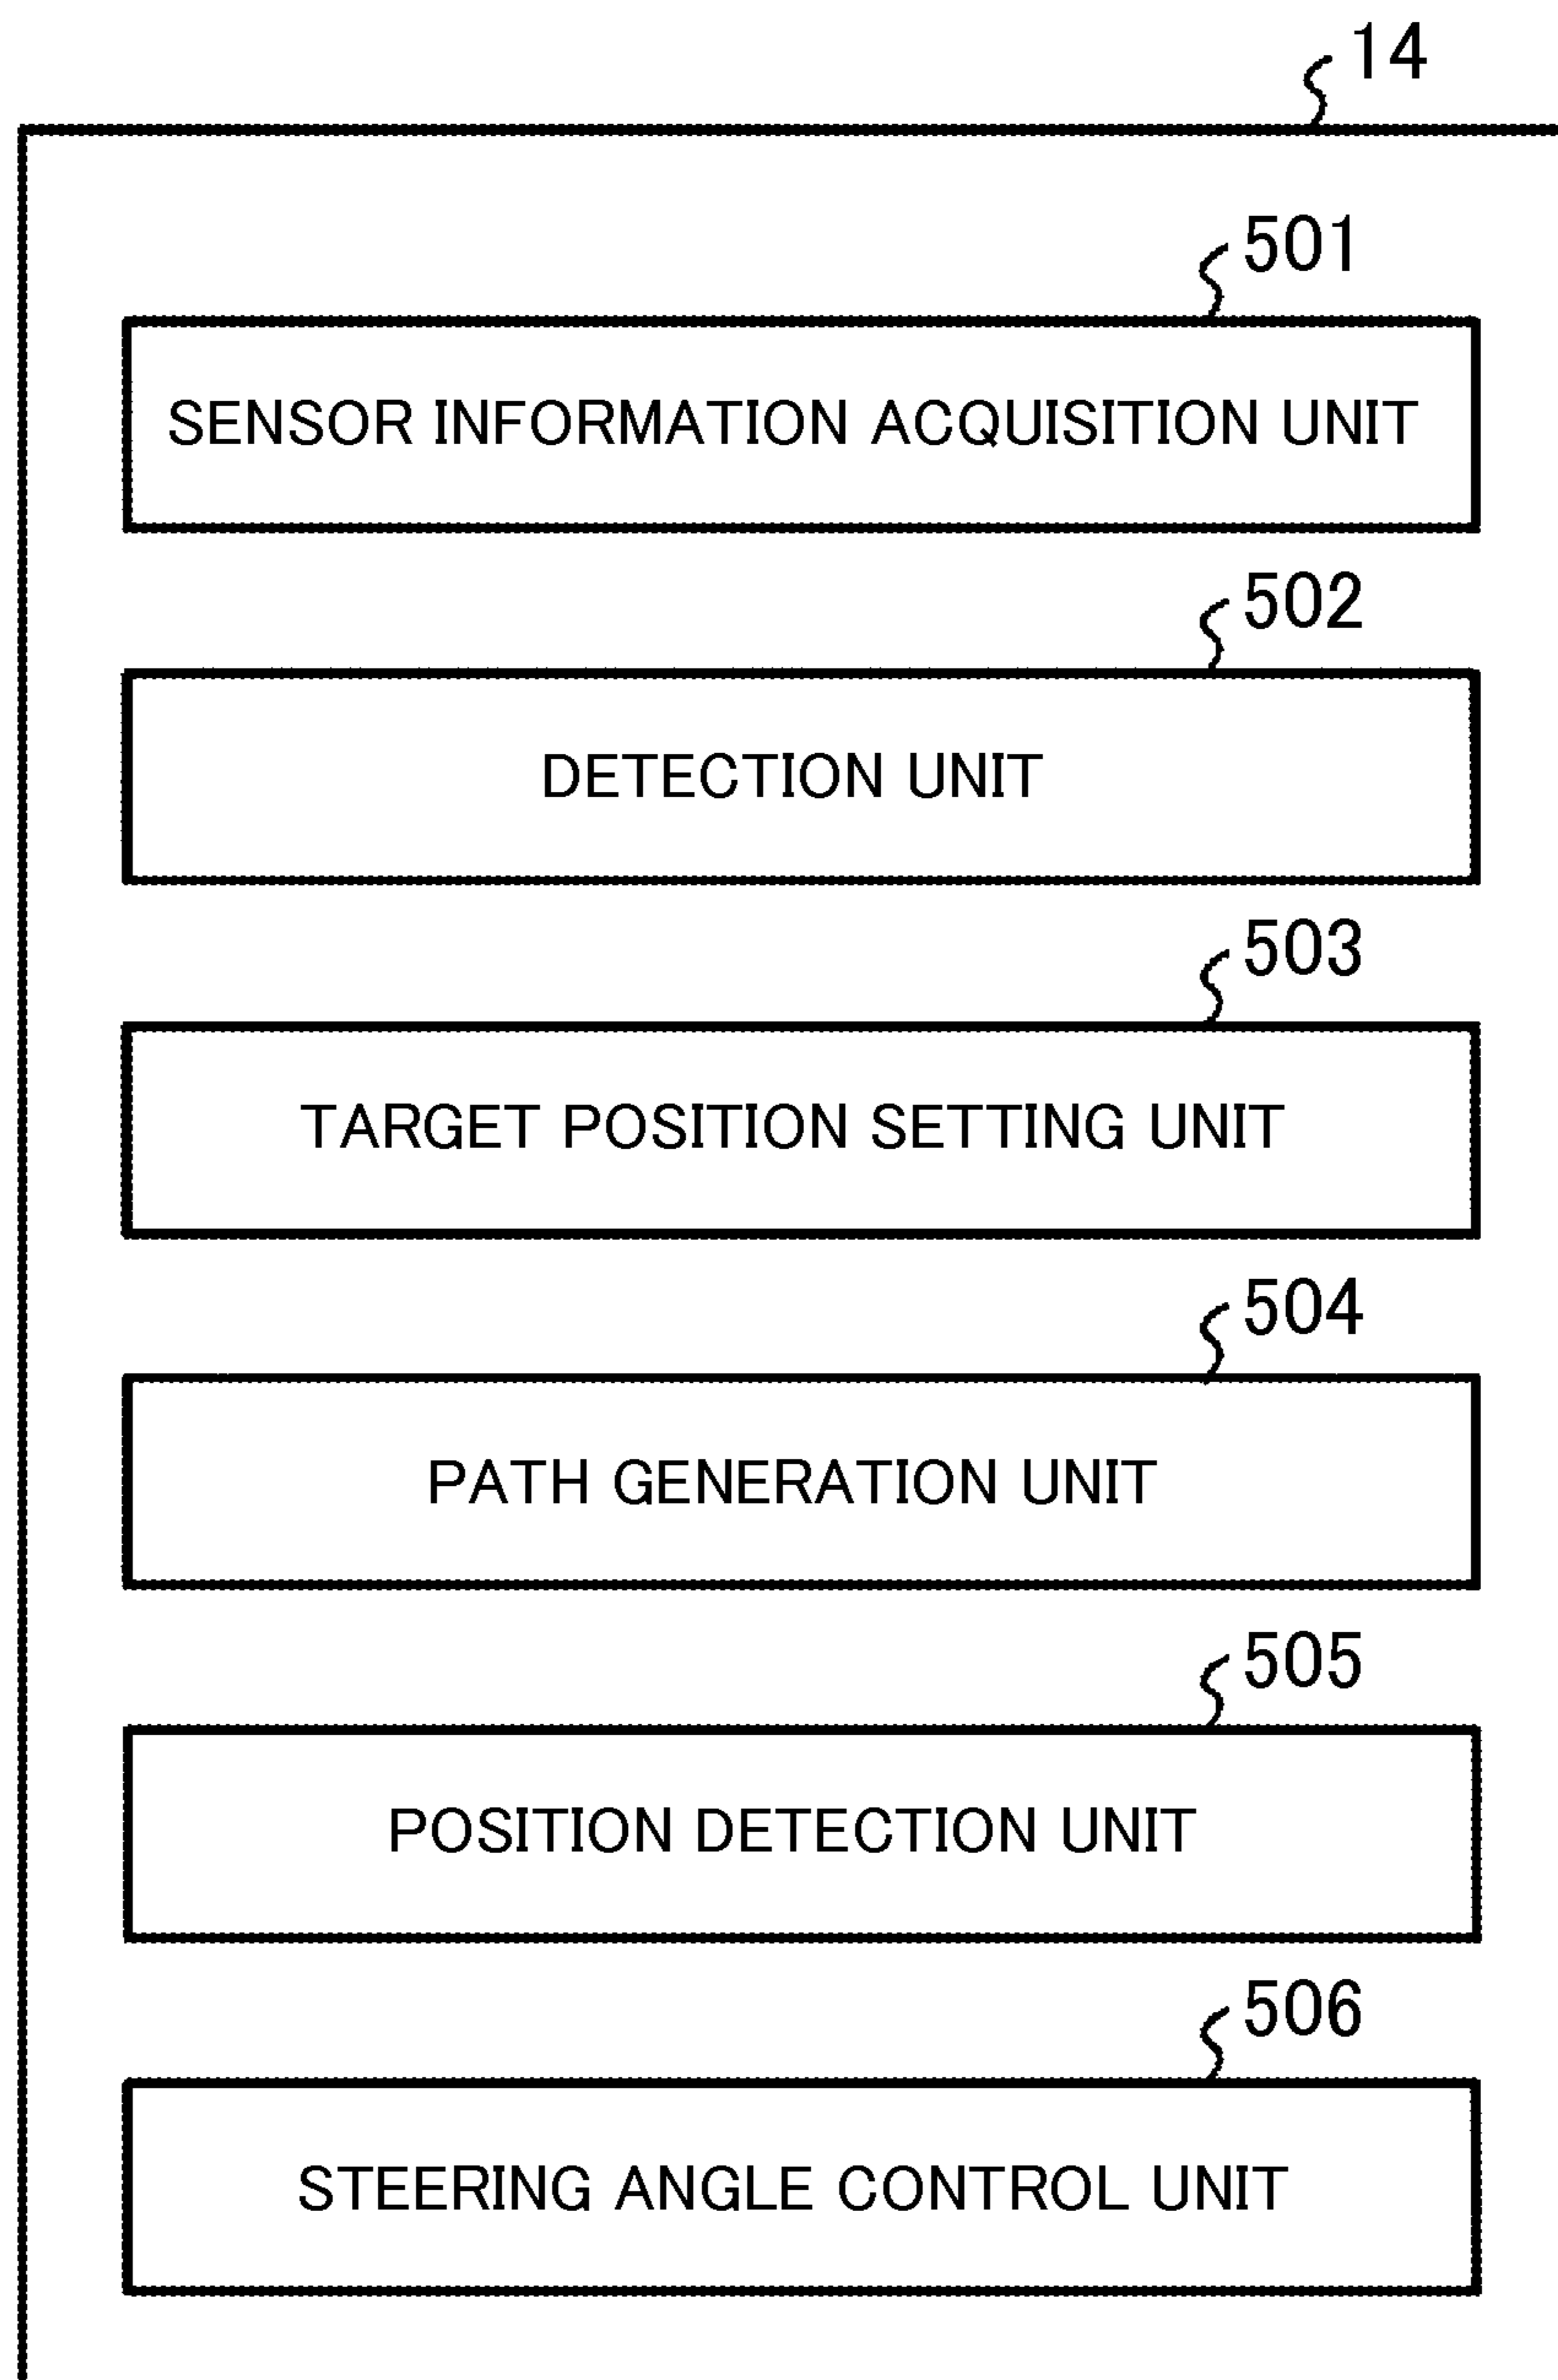 14
501
SENSOR INFORMATION ACQUISITION UNIT
502
DETECTION UNIT
503
TARGET POSITION SETTING UNIT
504
PATH GENERATION UNIT
505
POSITION DETECTION UNIT
506
STEERING ANGLE CONTROL UNIT